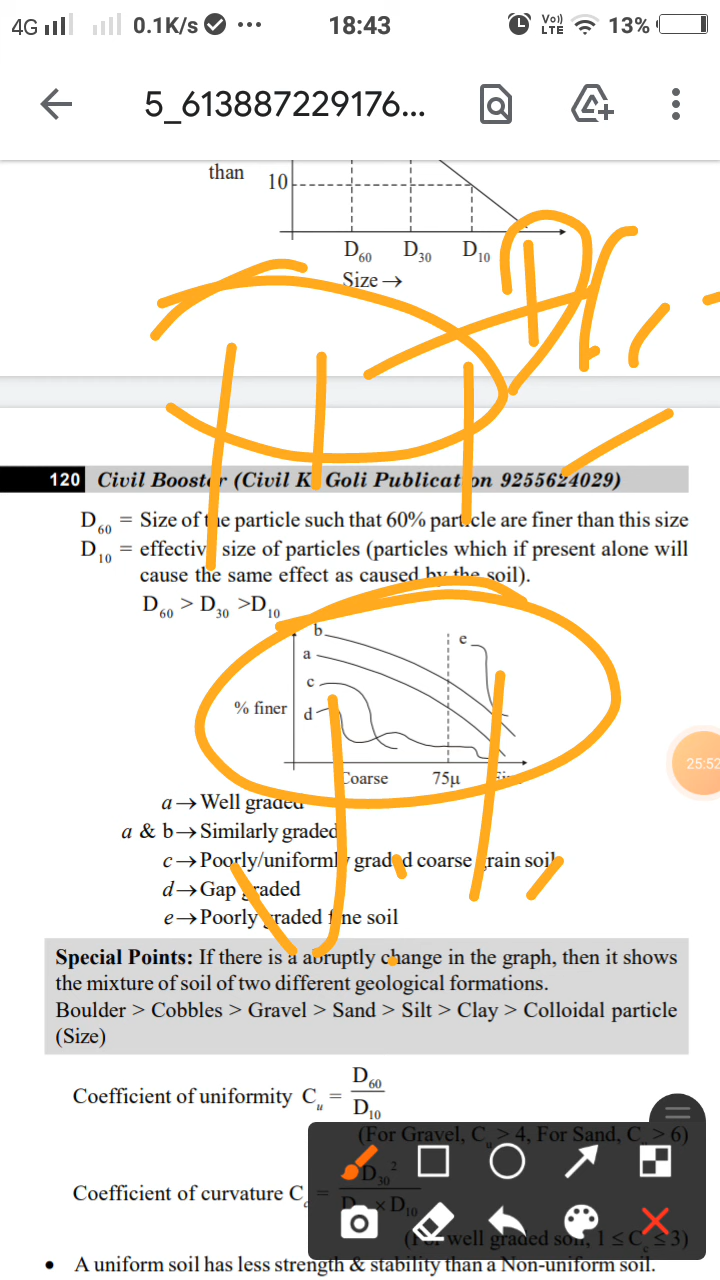 4G 0.1K/s ... 18:43 Vo)) LTE 13%
5_613887229176...
than 10
D60 D30 D10
Size →
120 Civil Booster (Civil Ki Goli Publication 9255624029)
D60 = Size of the particle such that 60% particle are finer than this size
D10 = effective size of particles (particles which if present alone will
cause the same effect as caused by the soil).
D60 > D30 >D10
b
e
a
c
% finer d
Coarse 75μ
25:52
a → Well graded
a & b → Similarly graded
c → Poorly/uniformly graded coarse grain soil
d → Gap graded
e → Poorly graded fine soil
Special Points: If there is a abruptly change in the graph, then it shows
the mixture of soil of two different geological formations.
Boulder > Cobbles > Gravel > Sand > Silt > Clay > Colloidal particle
(Size)
Coefficient of uniformity Cu = D60 / D10
(For Gravel, Cu > 4, For Sand, Cu > 6)
Coefficient of curvature Cc = D30² / D60 × D10
(For well graded soil, 1 ≤ Cc ≤ 3)
• A uniform soil has less strength & stability than a Non-uniform soil.